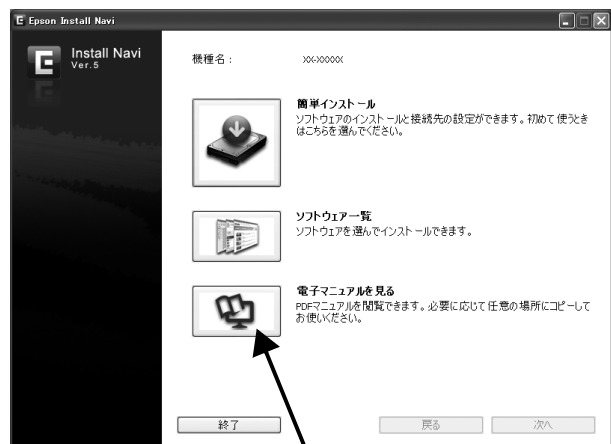 Epson Install Navi
Install Navi
Ver.5
機種名：
XX-XXXXX
簡単インストール
ソフトウェアのインストールと接続先の設定ができます。初めて使うとき
はこちらを選んでください。
ソフトウェア一覧
ソフトウェアを選んでインストールできます。
電子マニュアルを見る
PDFマニュアルを閲覧できます。必要に応じて任意の場所にコピーして
お使いください。
終了
戻る
次へ